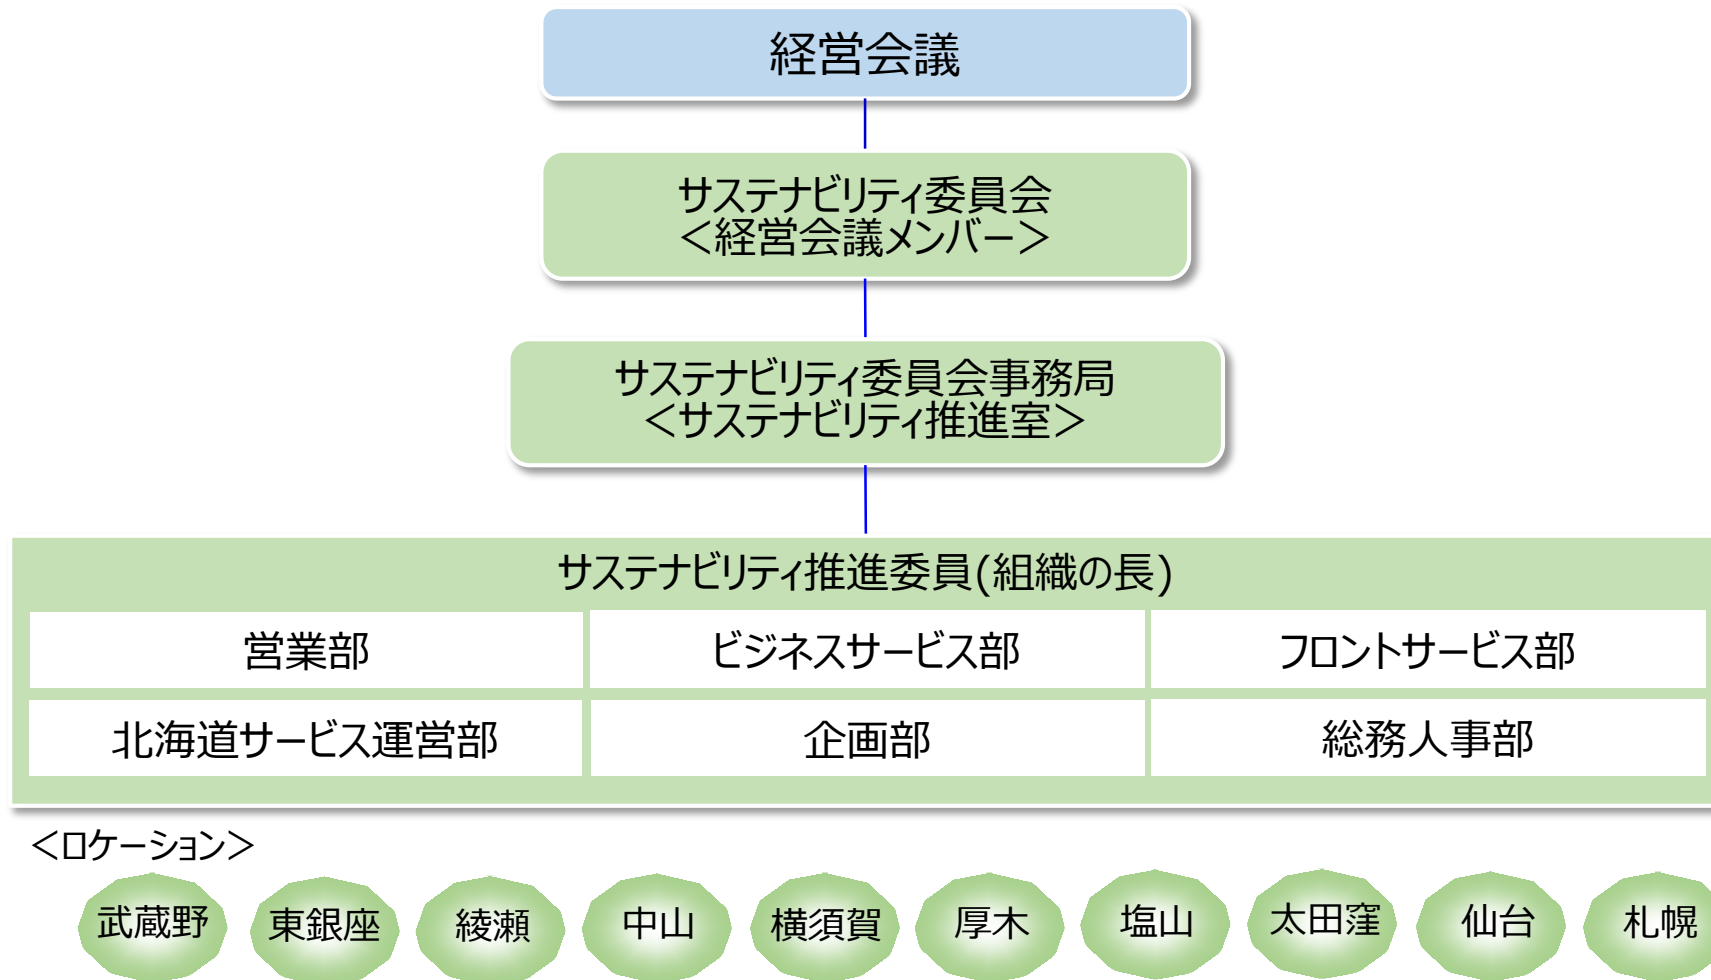 経営会議
サステナビリティ委員会
＜経営会議メンバー＞
サステナビリティ委員会事務局
＜サステナビリティ推進室＞
サステナビリティ推進委員(組織の長)
営業部 ビジネスサービス部 フロントサービス部
北海道サービス運営部 企画部 総務人事部
＜ロケーション＞
武蔵野 東銀座 綾瀬 中山 横須賀 厚木 塩山 太田窪 仙台 札幌